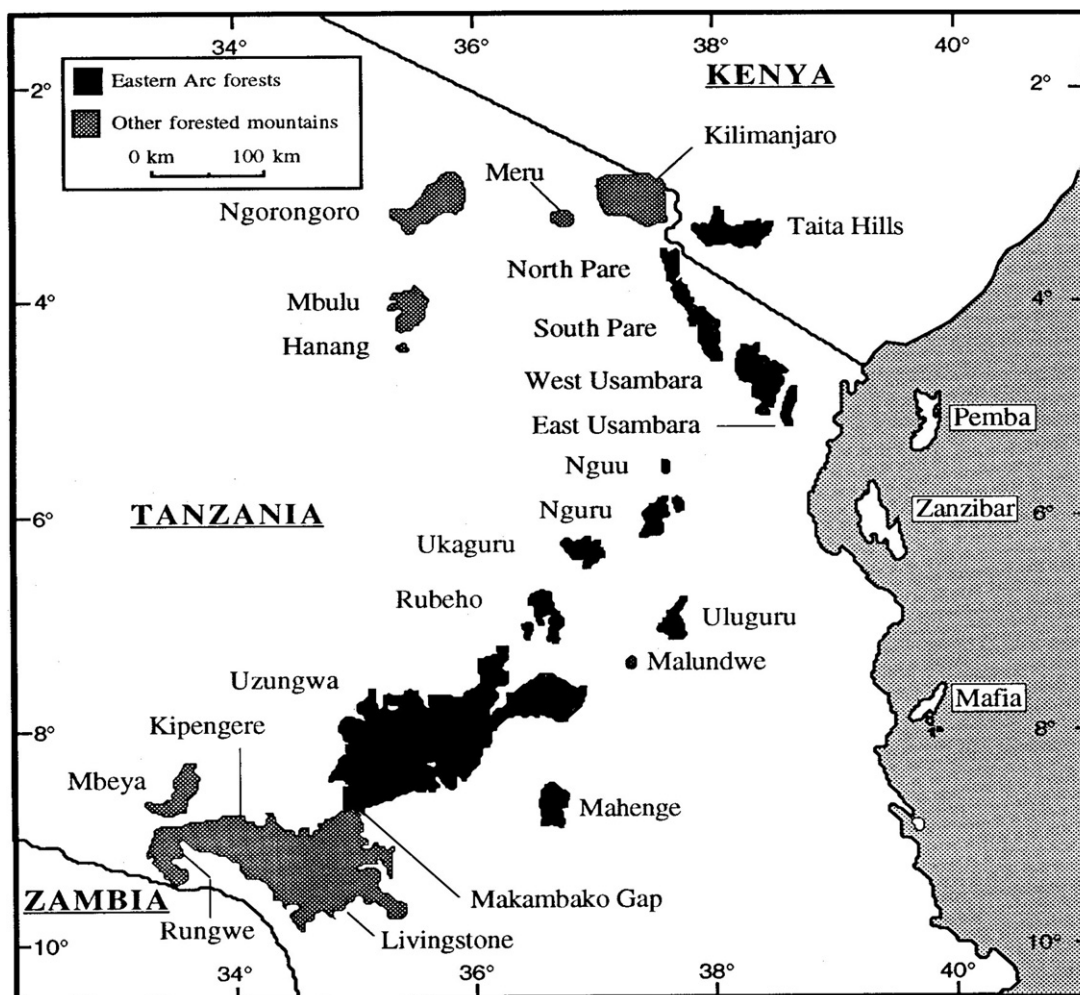 34°
36°
38°
40°
KENYA
Eastern Arc forests
Other forested mountains
0 km 100 km
2°
2°
Kilimanjaro
Meru
Ngorongoro
Taita Hills
North Pare
4°
4°
Mbulu
South Pare
Hanang
West Usambara
East Usambara
Pemba
Nguu
TANZANIA
Nguru
Zanzibar
6°
6°
Ukaguru
Rubeho
Uluguru
Malundwe
Uzungwa
Mafia
Kipengere
8°
8°
Mbeya
Mahenge
ZAMBIA
Makambako Gap
Rungwe
Livingstone
10°
10°
34°
36°
38°
40°